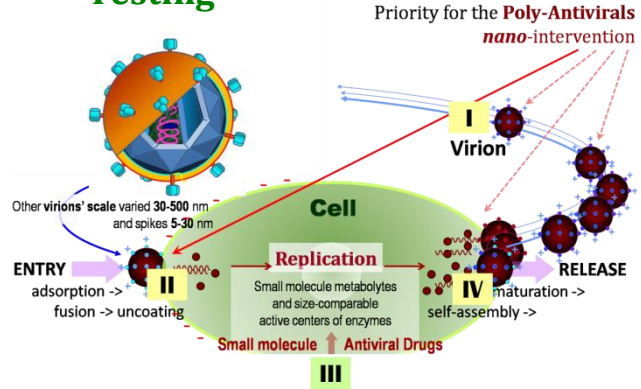 Testing
Priority for the Poly-Antivirals
nano-intervention
I
Virion
Other virions' scale varied 30-500 nm
and spikes 5-30 nm
Cell
ENTRY
II
Replication
IV
RELEASE
adsorption ->
fusion -> uncoating
Small molecule metabolites
and size-comparable
active centers of enzymes
maturation ->
self-assembly ->
Small molecule Antiviral Drugs
III